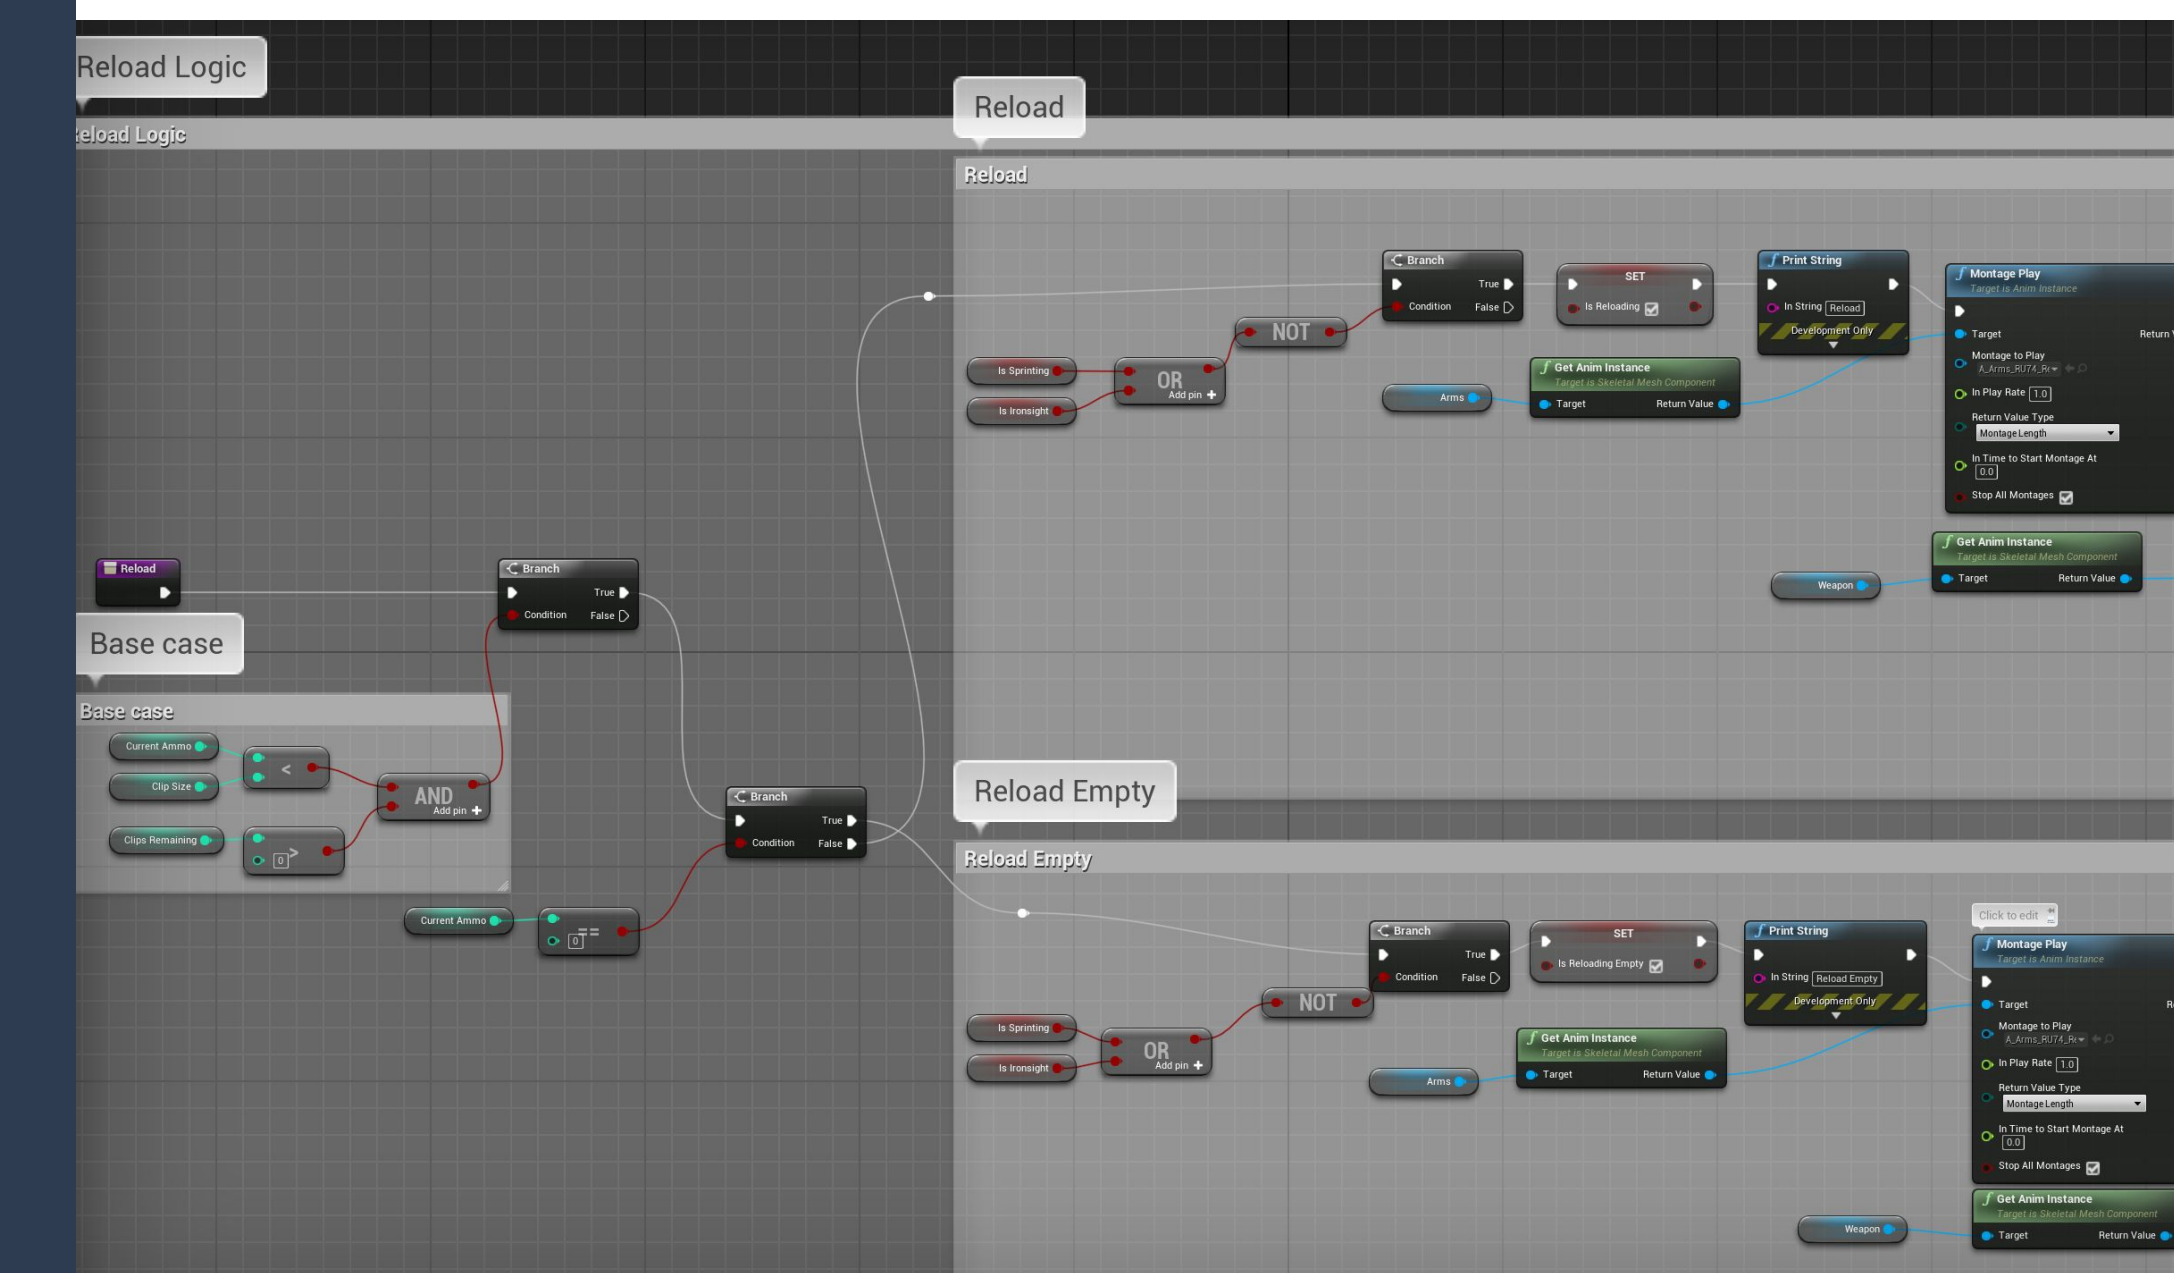 Reload Logic
Reload Logic
Reload
Reload
Branch
True
Condition
False
SET
Is Reloading
Print String
In String Reload
Development Only
Montage Play
Target is Anim Instance
Target
Return
Montage to Play
A_Arms_RU74_Re
In Play Rate 1.0
Return Value Type
Montage Length
In Time to Start Montage At
0.0
Stop All Montages
NOT
Is Sprinting
Is Ironsight
OR
Add pin +
Arms
Get Anim Instance
Target is Skeletal Mesh Component
Target
Return Value
Get Anim Instance
Target is Skeletal Mesh Component
Target
Return Value
Weapon
Reload
Branch
True
Condition
False
Base case
Base case
Current Ammo
Clip Size
<
Clips Remaining
0 >
AND
Add pin +
Current Ammo
0 ==
Branch
True
Condition
False
Reload Empty
Reload Empty
Branch
True
Condition
False
SET
Is Reloading Empty
Print String
In String Reload Empty
Development Only
Click to edit
Montage Play
Target is Anim Instance
Target
Montage to Play
A_Arms_RU74_Re
In Play Rate 1.0
Return Value Type
Montage Length
In Time to Start Montage At
0.0
Stop All Montages
NOT
Is Sprinting
Is Ironsight
OR
Add pin +
Arms
Get Anim Instance
Target is Skeletal Mesh Component
Target
Return Value
Weapon
Get Anim Instance
Target is Skeletal Mesh Component
Target
Return Value